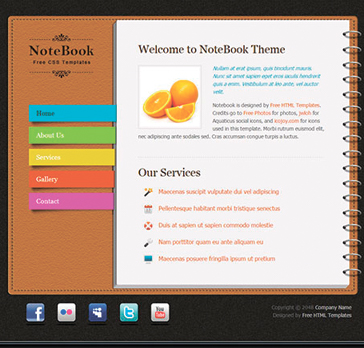 NoteBook
Free CSS Templates
Home
About Us
Services
Gallery
Contact
Welcome to NoteBook Theme
Nullam at enim ipsum, quis tincidunt mauris.
Nunc sit amet sapien eget eros iaculis hendrerit
quis a enim. Vestibulum at leo velit, ac tempor
erat.
Notebook is designed by Free HTML Templates.
Credits go to Free Photos for photos, jwloh for
Aquaticus social icons, and icojoy.com for icons
used in this template. Morbi rutrum euismod elit,
nec adipiscing ante sodales sed. Cras accumsan congue turpis a luctus.
Our Services
Maecenas suscipit vulputate dui vel adipiscing
Pellentesque habitant morbi tristique senectus
Duis at sapien ut sapien commodo molestie
Nam porttitor quam eu ante aliquam eu
Maecenas posuere fringilla ipsum ut pretium
Copyright © 2048 Company Name
Designed by Free HTML Templates
You
Tube